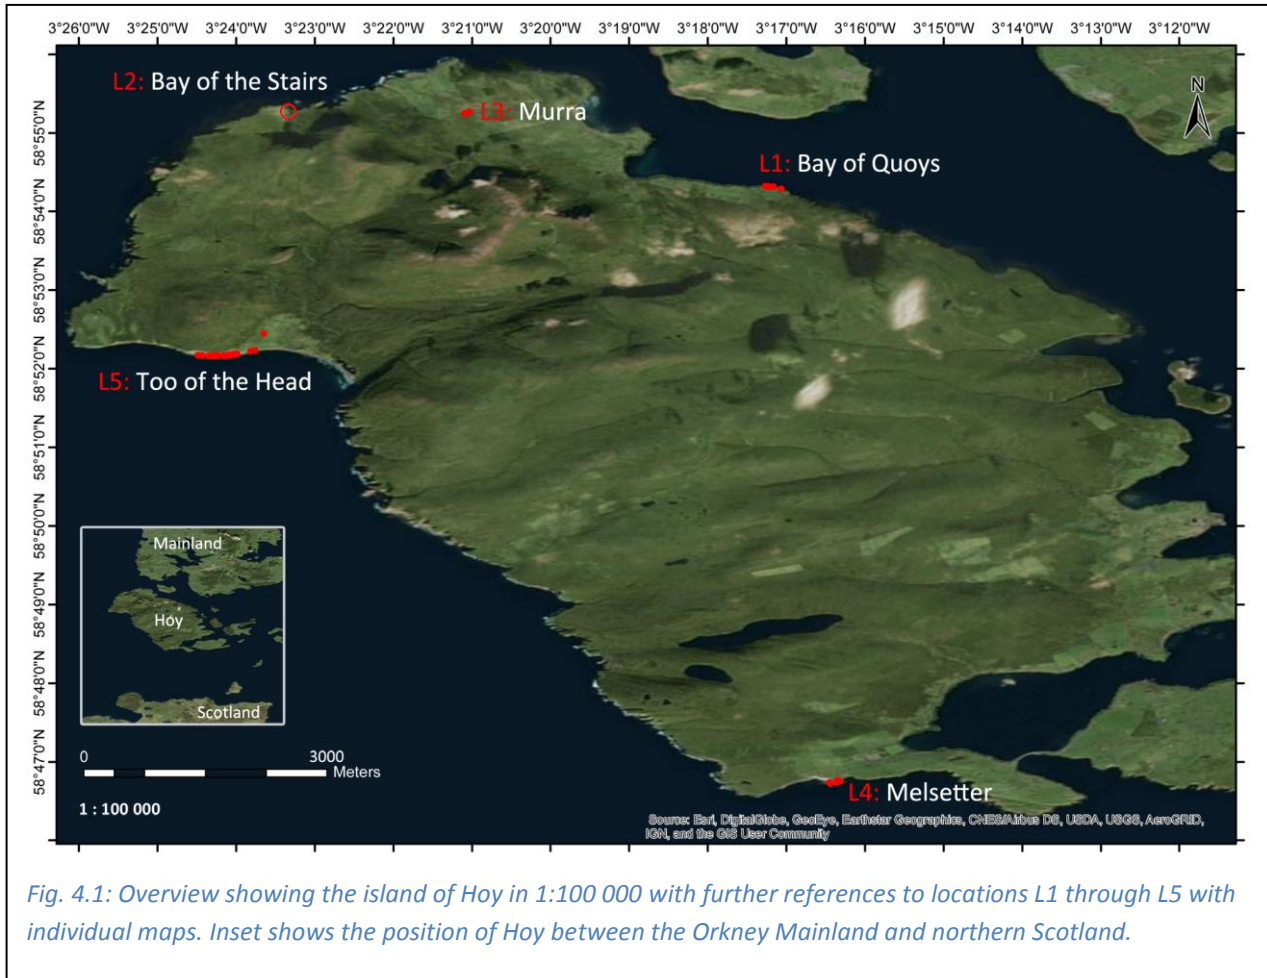 3°26'0"W 3°25'0"W 3°24'0"W 3°23'0"W 3°22'0"W 3°21'0"W 3°20'0"W 3°19'0"W 3°18'0"W 3°17'0"W 3°16'0"W 3°15'0"W 3°14'0"W 3°13'0"W 3°12'0"W
L2: Bay of the Stairs
N
L3: Murra
58°55'0"N
L1: Bay of Quoys
58°54'0"N
58°53'0"N
58°52'0"N
L5: Too of the Head
58°51'0"N
58°50'0"N
Mainland
58°49'0"N
Hoy
58°48'0"N
Scotland
58°47'0"N
0 3000
Meters
L4: Melsetter
1 : 100 000
Source: Esri, DigitalGlobe, GeoEye, Earthstar Geographics, CNES/Airbus DS, USDA, USGS, AeroGRID,
IGN, and the GIS User Community
Fig. 4.1: Overview showing the island of Hoy in 1:100 000 with further references to locations L1 through L5 with
individual maps. Inset shows the position of Hoy between the Orkney Mainland and northern Scotland.